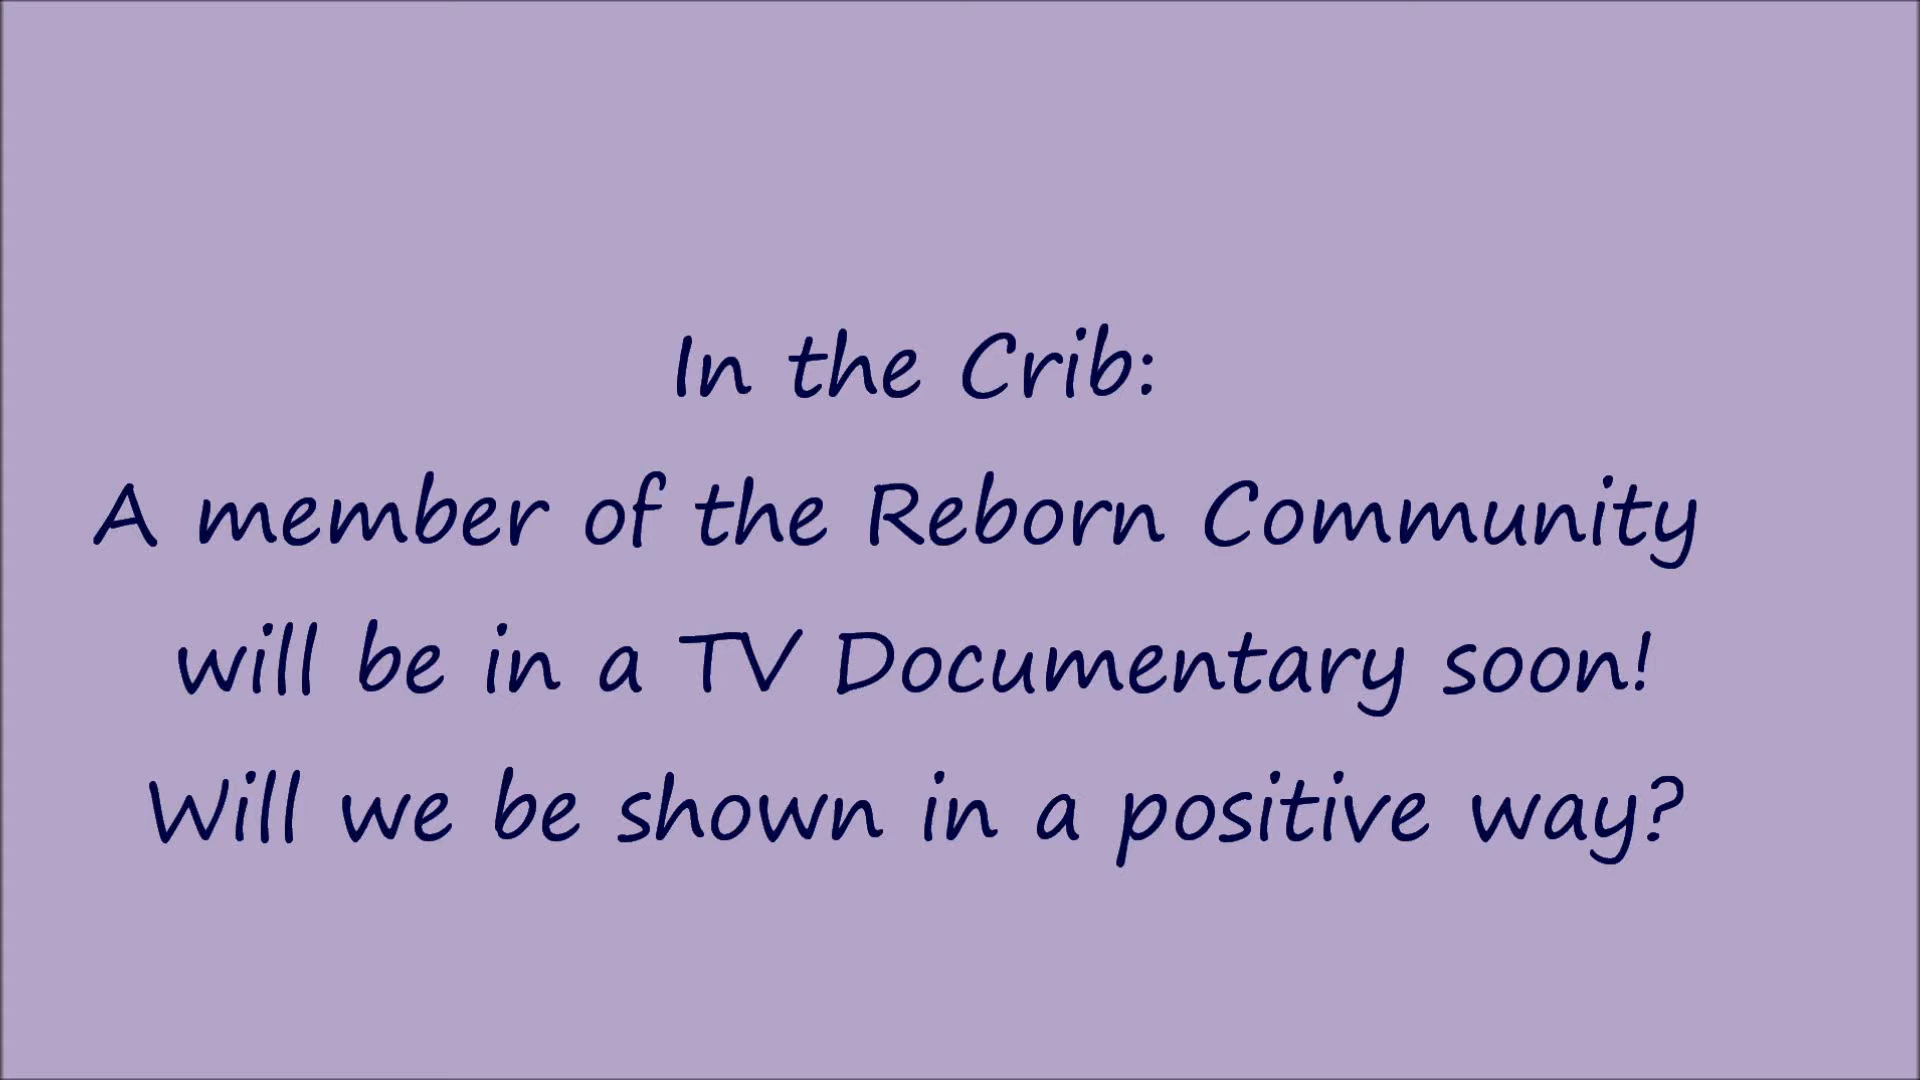 In the Crib:
A member of the Reborn Community
will be in a TV Documentary soon!
Will we be shown in a positive way?